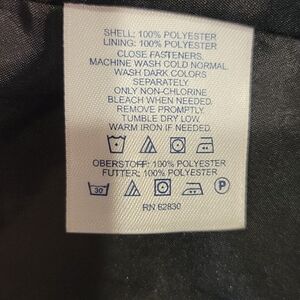 SHELL: 100% POLYESTER
LINING: 100% POLYESTER
CLOSE FASTENERS.
MACHINE WASH COLD NORMAL
WASH DARK COLORS
SEPARATELY.
ONLY NON-CHLORINE
BLEACH WHEN NEEDED.
REMOVE PROMPTLY.
TUMBLE DRY LOW.
WARM IRON IF NEEDED.
OBERSTOFF: 100% POLYESTER
FUTTER: 100% POLYESTER
30 P
RN 62830